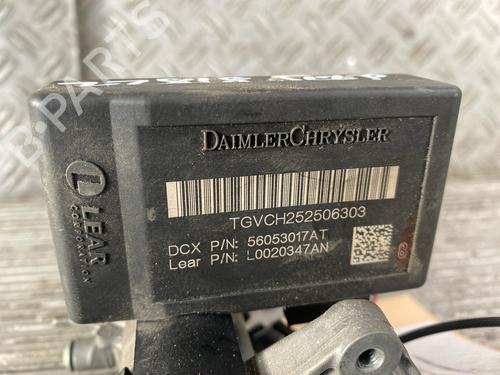 DAIMLERCHRYSLER
TGVCH252506303
DCX P/N: 56053017AT
Lear P/N: L0020347AN
LEAR
CORPORATION
B-PARTS